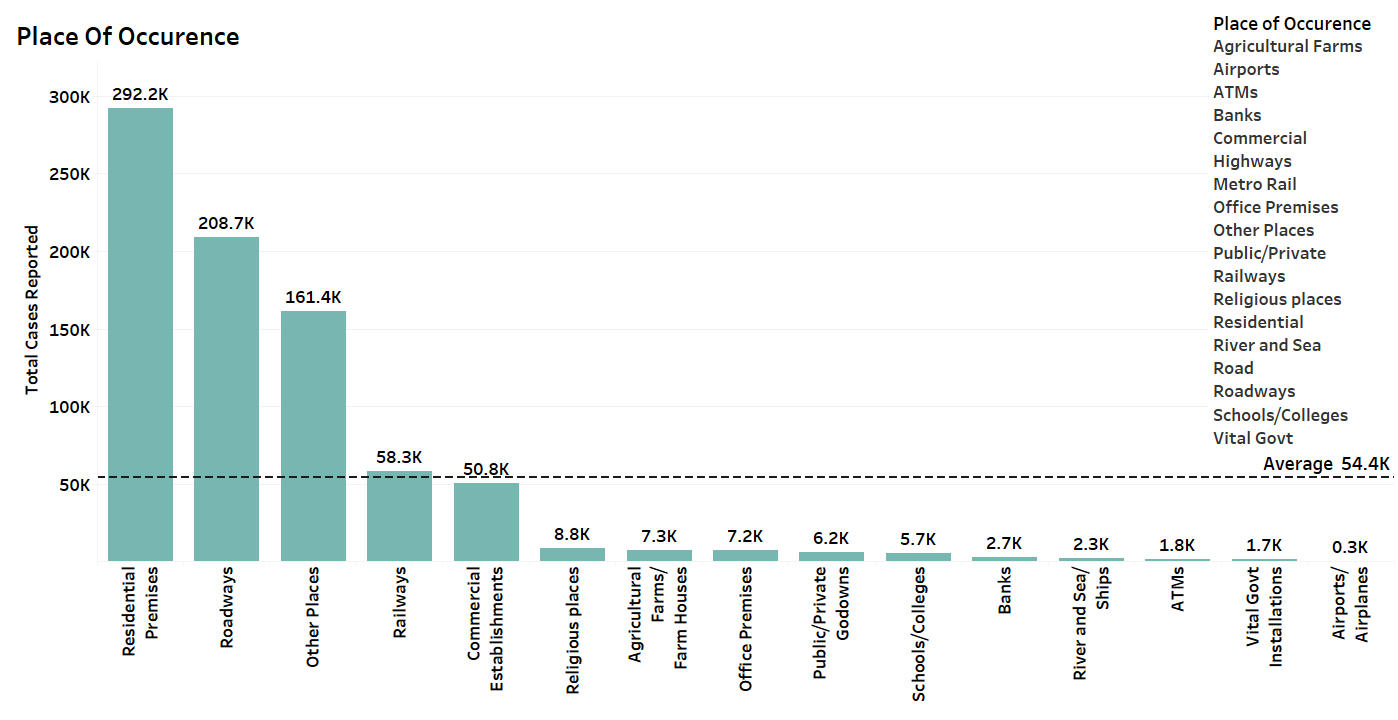 Place Of Occurence
Place of Occurence
Agricultural Farms
Airports
ATMs
Banks
Commercial
Highways
Metro Rail
Office Premises
Other Places
Public/Private
Railways
Religious places
Residential
River and Sea
Road
Roadways
Schools/Colleges
Vital Govt
Average 54.4K
Total Cases Reported
300K
250K
200K
150K
100K
50K
292.2K
208.7K
161.4K
58.3K
50.8K
8.8K
7.3K
7.2K
6.2K
5.7K
2.7K
2.3K
1.8K
1.7K
0.3K
Residential
Premises
Roadways
Other Places
Railways
Commercial
Establishments
Religious places
Agricultural
Farms/
Farm Houses
Office Premises
Public/Private
Godowns
Schools/Colleges
Banks
River and Sea/
Ships
ATMs
Vital Govt
Installations
Airports/
Airplanes